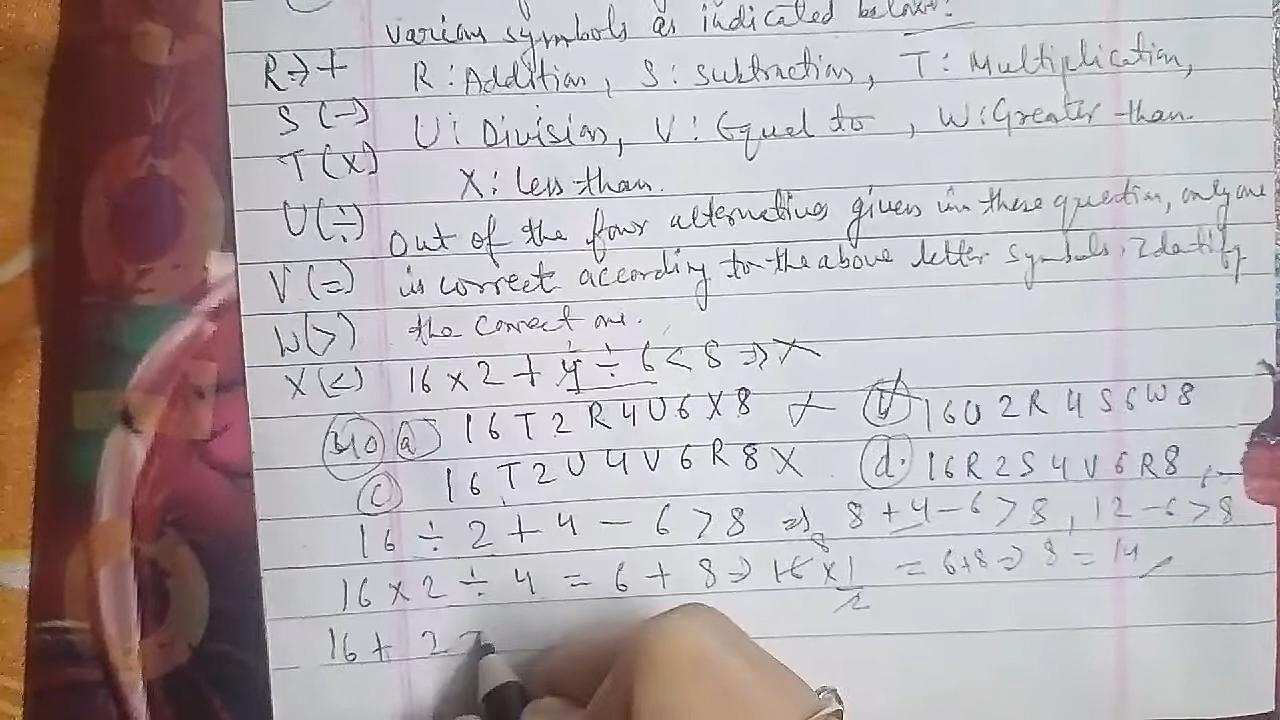 various symbols as indicated below:
R → + R : Addition, S : subtraction, T : Multiplication,
S (-) U : Division, V : Equal to, W : Greater than.
T (x) X : less than.
U (÷) Out of the four alternatives given in these question, only one
V (=) is correct according to the above letter symbols, Identify
W (>) the correct one.
X (<) 16 x 2 + 4 ÷ 6 < 8 ⇒ X
a 16 T 2 R 4 U 6 X 8 b 16 U 2 R 4 S 6 W 8
c 16 T 2 U 4 V 6 R 8 X d. 16 R 2 S 4 V 6 R 8
16 ÷ 2 + 4 - 6 > 8 ⇒ 8 + 4 - 6 > 8, 12 - 6 > 8
16 x 2 ÷ 4 = 6 + 8 ⇒ 16 x 1/2 = 6+8 ⇒ 8 = 14
16 + 2